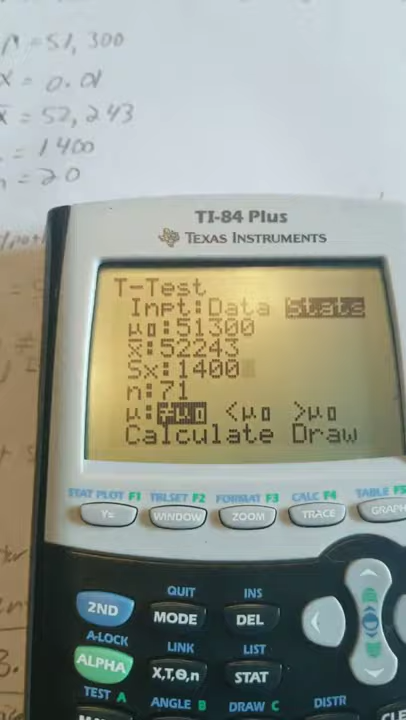 μ = 51,300
α = 0.01
x̄ = 52,243
= 1400
n = 20
TI-84 Plus
TEXAS INSTRUMENTS
T-Test
Inpt:Data Stats
μ0:51300
x̄:52243
Sx:1400
n:71
μ:≠μ0 <μ0 >μ0
Calculate Draw
STAT PLOT F1 TBLSET F2 FORMAT F3 CALC F4 TABLE F5
Y= WINDOW ZOOM TRACE GRAPH
QUIT INS
2ND MODE DEL
A-LOCK LINK LIST
ALPHA X,T,Θ,n STAT
TEST A ANGLE B DRAW C DISTR
3.